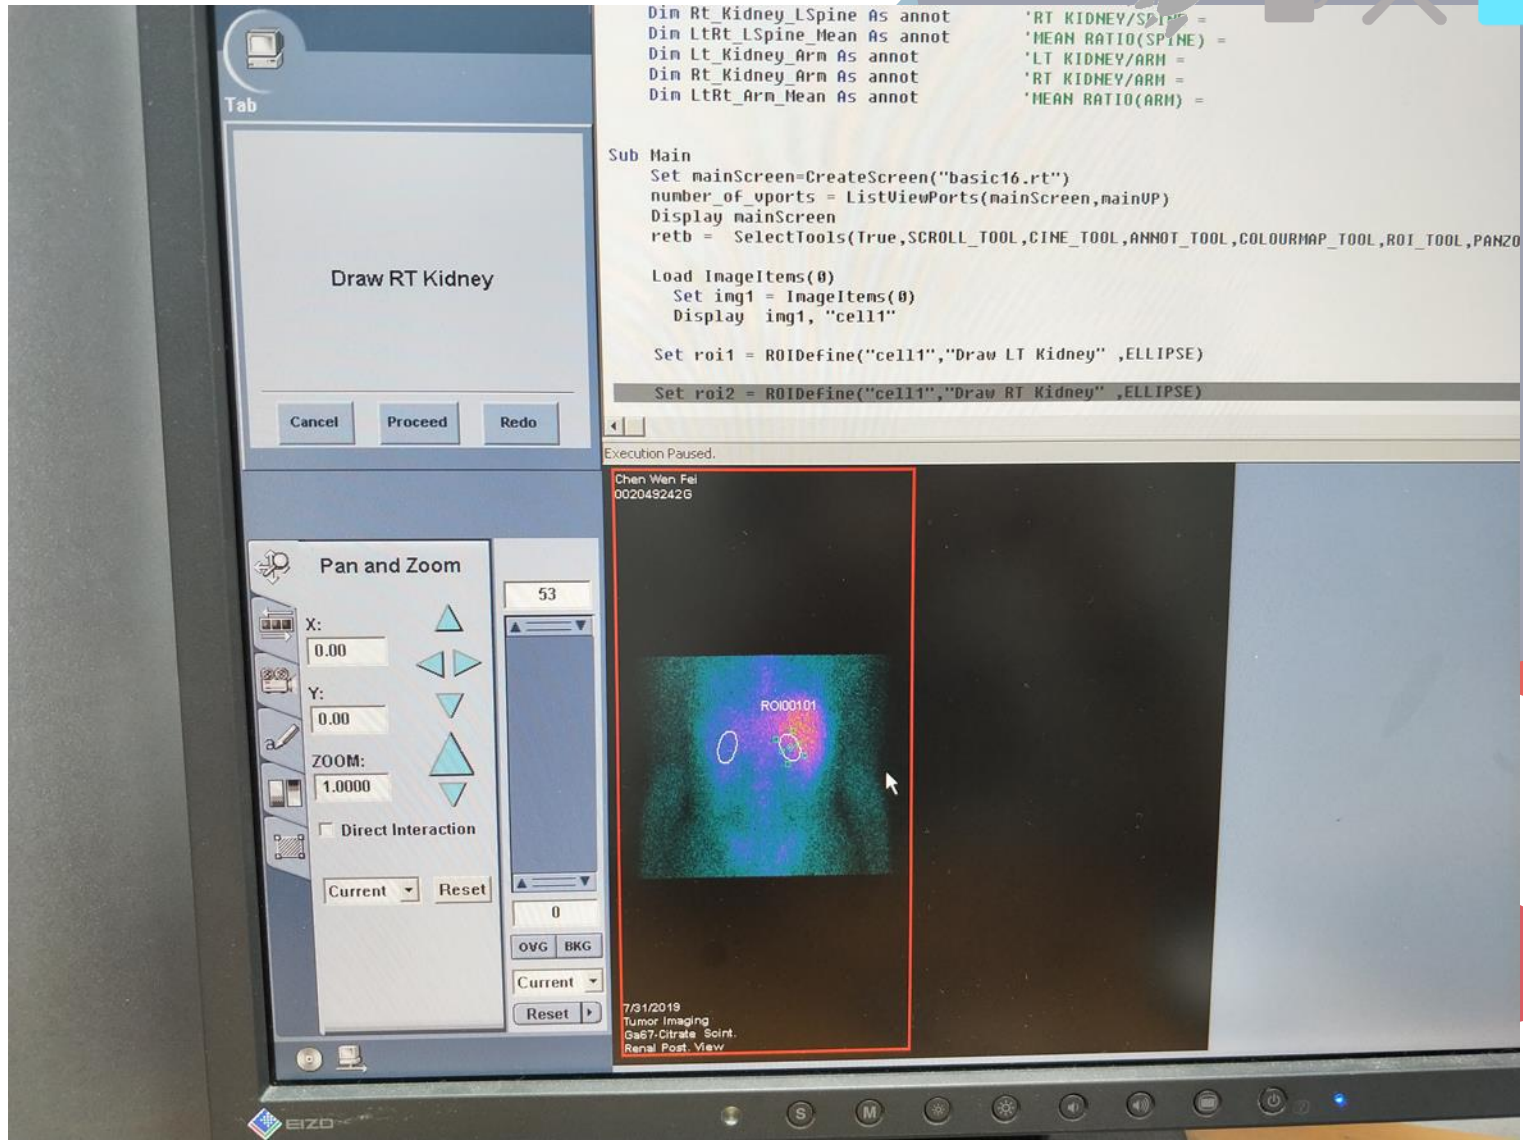 Tab
Draw RT Kidney
Cancel Proceed Redo
Dim Rt_Kidney_LSpine As annot 'RT KIDNEY/SPINE =
Dim LtRt_LSpine_Mean As annot 'MEAN RATIO(SPINE) =
Dim Lt_Kidney_Arm As annot 'LT KIDNEY/ARM =
Dim Rt_Kidney_Arm As annot 'RT KIDNEY/ARM =
Dim LtRt_Arm_Mean As annot 'MEAN RATIO(ARM) =
Sub Main
Set mainScreen=CreateScreen("basic16.rt")
number_of_vports = ListViewPorts(mainScreen,mainVP)
Display mainScreen
retb = SelectTools(True,SCROLL_TOOL,CINE_TOOL,ANNOT_TOOL,COLOURMAP_TOOL,ROI_TOOL,PANZO
Load ImageItems(0)
Set img1 = ImageItems(0)
Display img1, "cell1"
Set roi1 = ROIDefine("cell1","Draw LT Kidney" ,ELLIPSE)
Set roi2 = ROIDefine("cell1","Draw RT Kidney" ,ELLIPSE)
Execution Paused.
Pan and Zoom
X:
0.00
Y:
0.00
ZOOM:
1.0000
Direct Interaction
Current Reset
53
0
OVG BKG
Current
Reset
Chen Wen Fei
002049242G
ROI00101
7/31/2019
Tumor Imaging
Ga67-Citrate Scint.
Renal Post. View
EIZO
S M